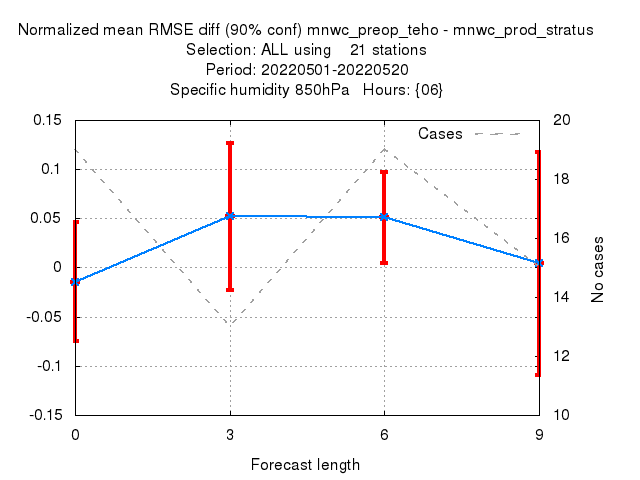 Normalized mean RMSE diff (90% conf) mnwc_preop_teho - mnwc_prod_stratus
Selection: ALL using    21 stations
Period: 20220501-20220520
Specific humidity 850hPa   Hours: {06}
Cases
0.15
0.1
0.05
0
-0.05
-0.1
-0.15
20
18
16
14
12
10
No cases
0
3
6
9
Forecast length